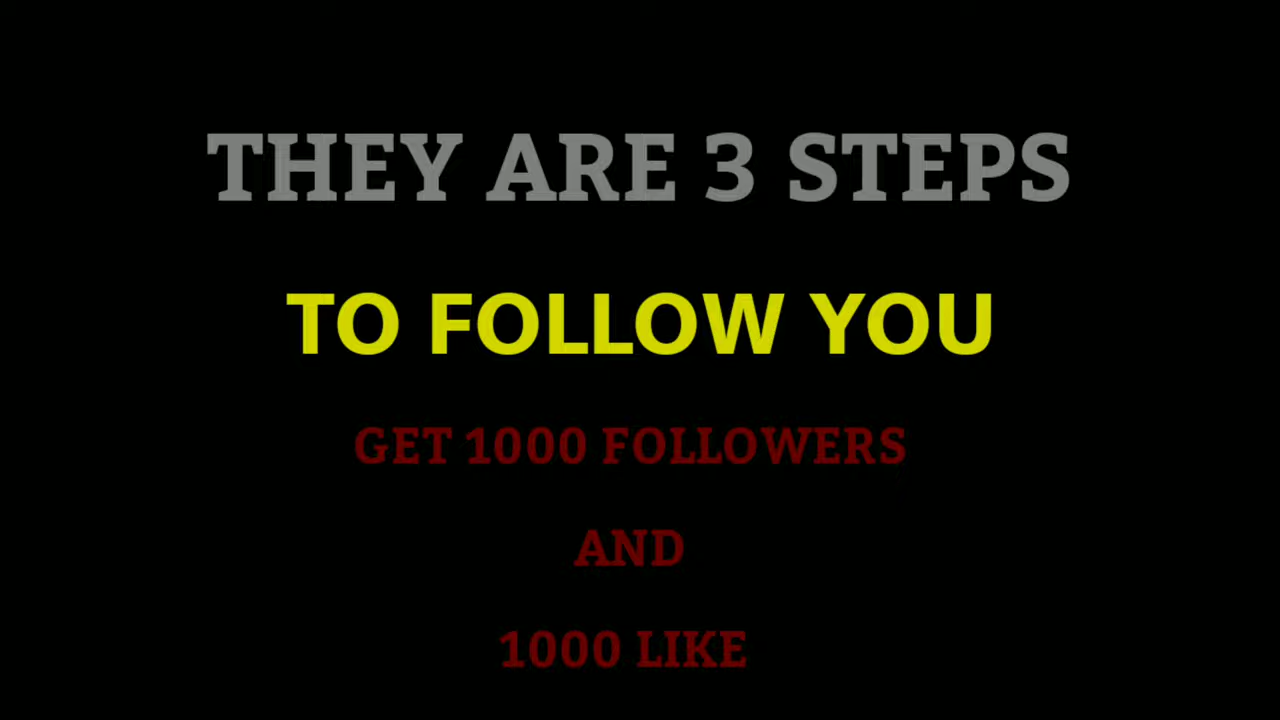 THEY ARE 3 STEPS
TO FOLLOW YOU
GET 1000 FOLLOWERS
AND
1000 LIKE